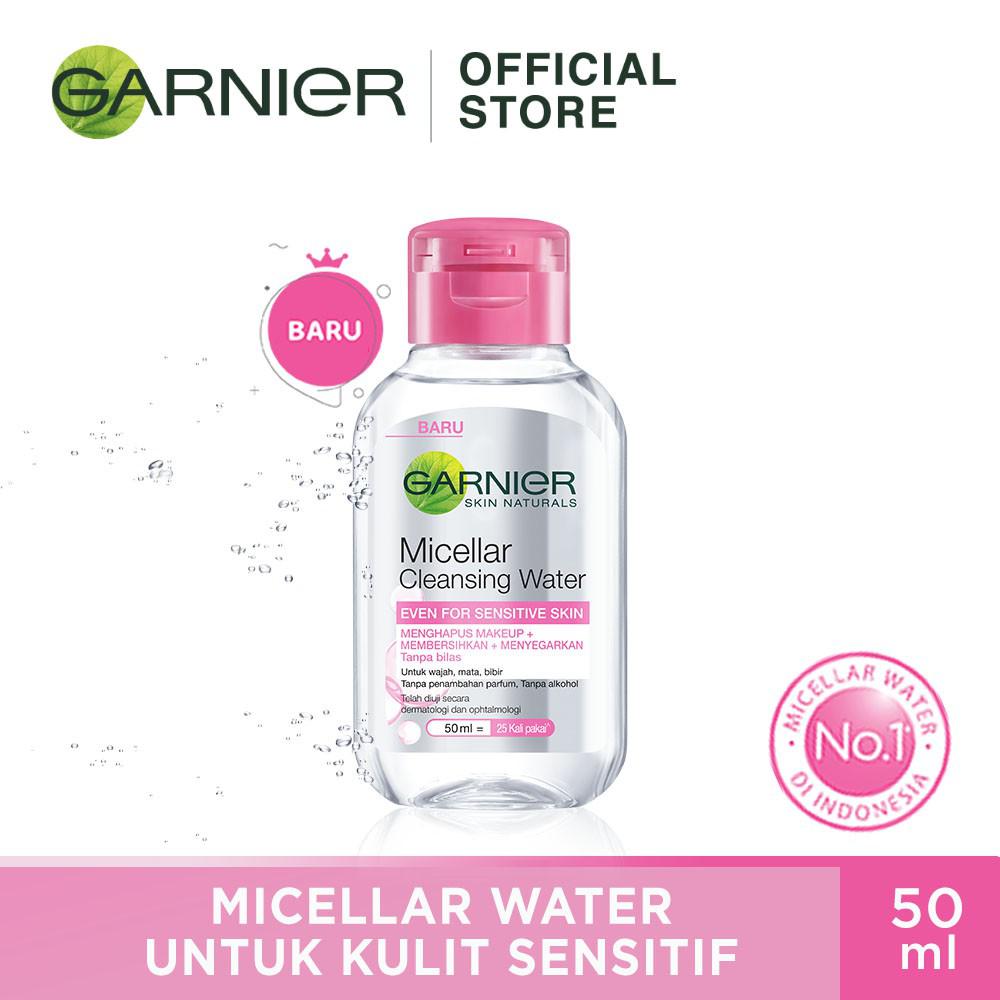 GARNIER
OFFICIAL
STORE
BARU
BARU
GARNIER
SKIN NATURALS
Micellar
Cleansing Water
EVEN FOR SENSITIVE SKIN
MENGHAPUS MAKEUP +
MEMBERSIHKAN + MENYEGARKAN
Tanpa bilas
Untuk wajah, mata, bibir
Tanpa penambahan parfum, Tanpa alkohol
Telah diuji secara
dermatologi dan ophtalmologi
50ml = 25 Kali pakai^
MICELLAR WATER
No.1*
DI INDONESIA
MICELLAR WATER
UNTUK KULIT SENSITIF
50
ml